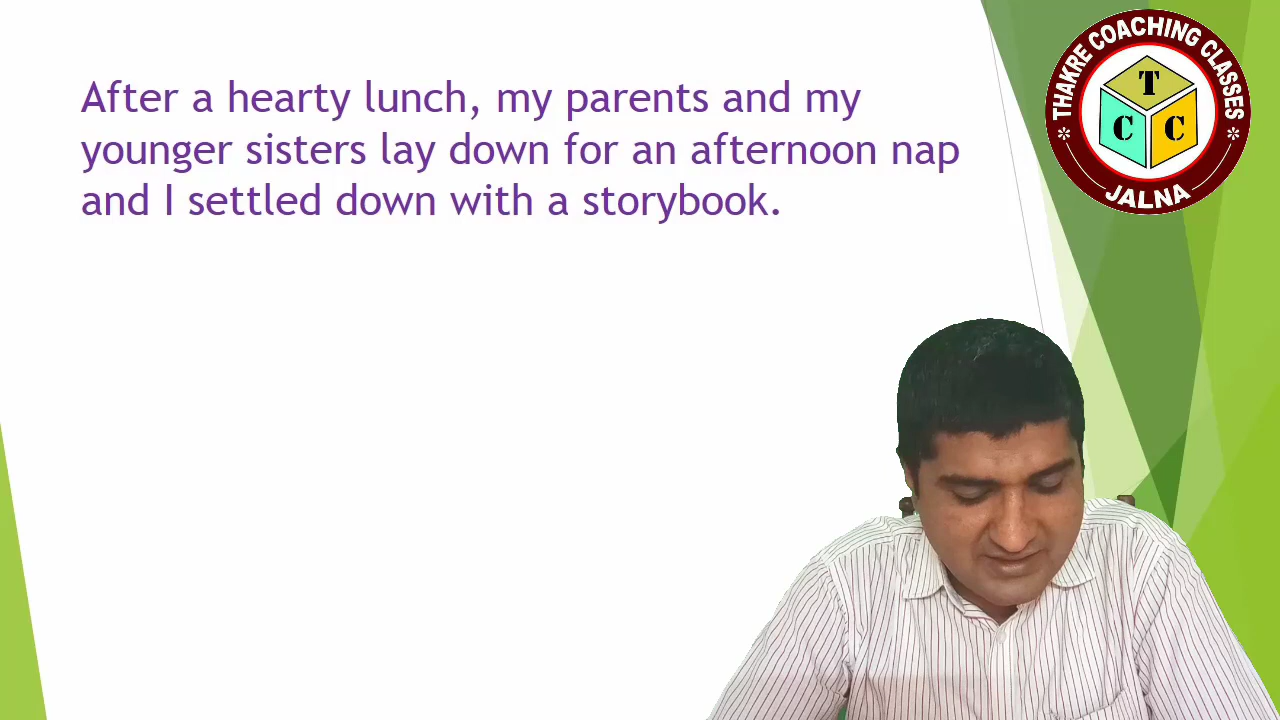 After a hearty lunch, my parents and my
younger sisters lay down for an afternoon nap
and I settled down with a storybook.
THAKRE COACHING CLASSES
T
C C
JALNA